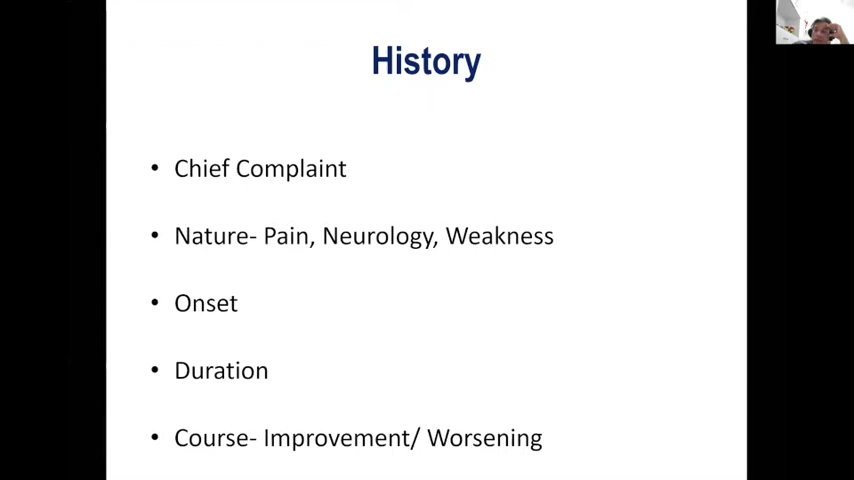 History
• Chief Complaint
• Nature- Pain, Neurology, Weakness
• Onset
• Duration
• Course- Improvement/ Worsening